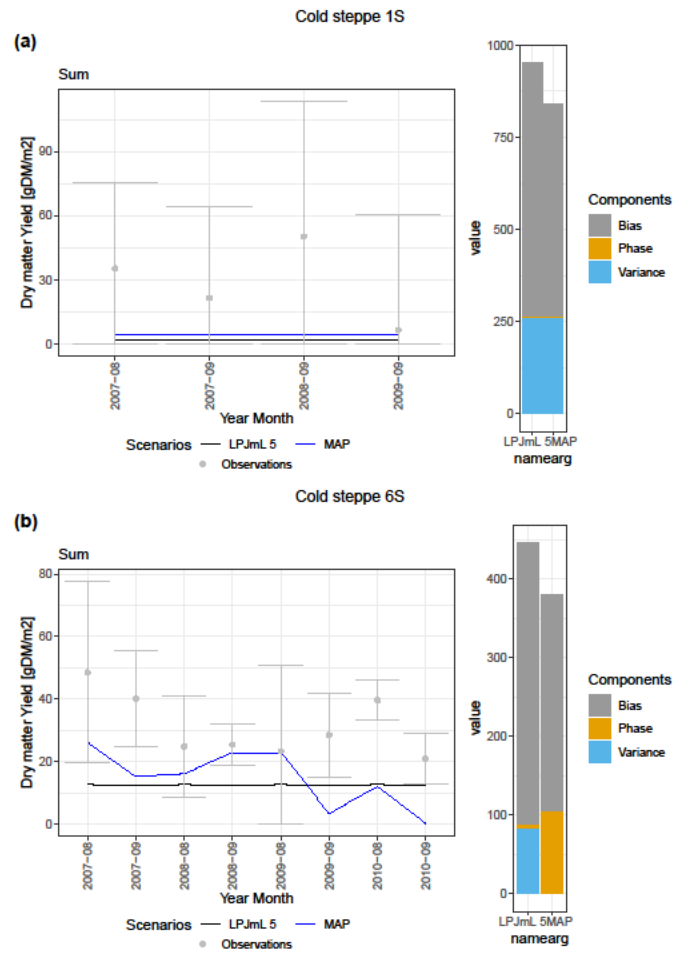 Cold steppe 1S
(a)
Sum
Dry matter Yield [gDM/m2]
90
60
30
0
2007-08
2007-09
2008-09
2009-09
Year Month
Scenarios LPJmL 5 MAP
Observations
1000
750
500
250
0
value
LPJmL 5MAP
namearg
Components
Bias
Phase
Variance
Cold steppe 6S
(b)
Sum
Dry matter Yield [gDM/m2]
80
60
40
20
0
2007-08
2007-09
2008-08
2008-09
2009-08
2009-09
2010-08
2010-09
Year Month
Scenarios LPJmL 5 MAP
Observations
400
300
200
100
0
value
LPJmL 5MAP
namearg
Components
Bias
Phase
Variance